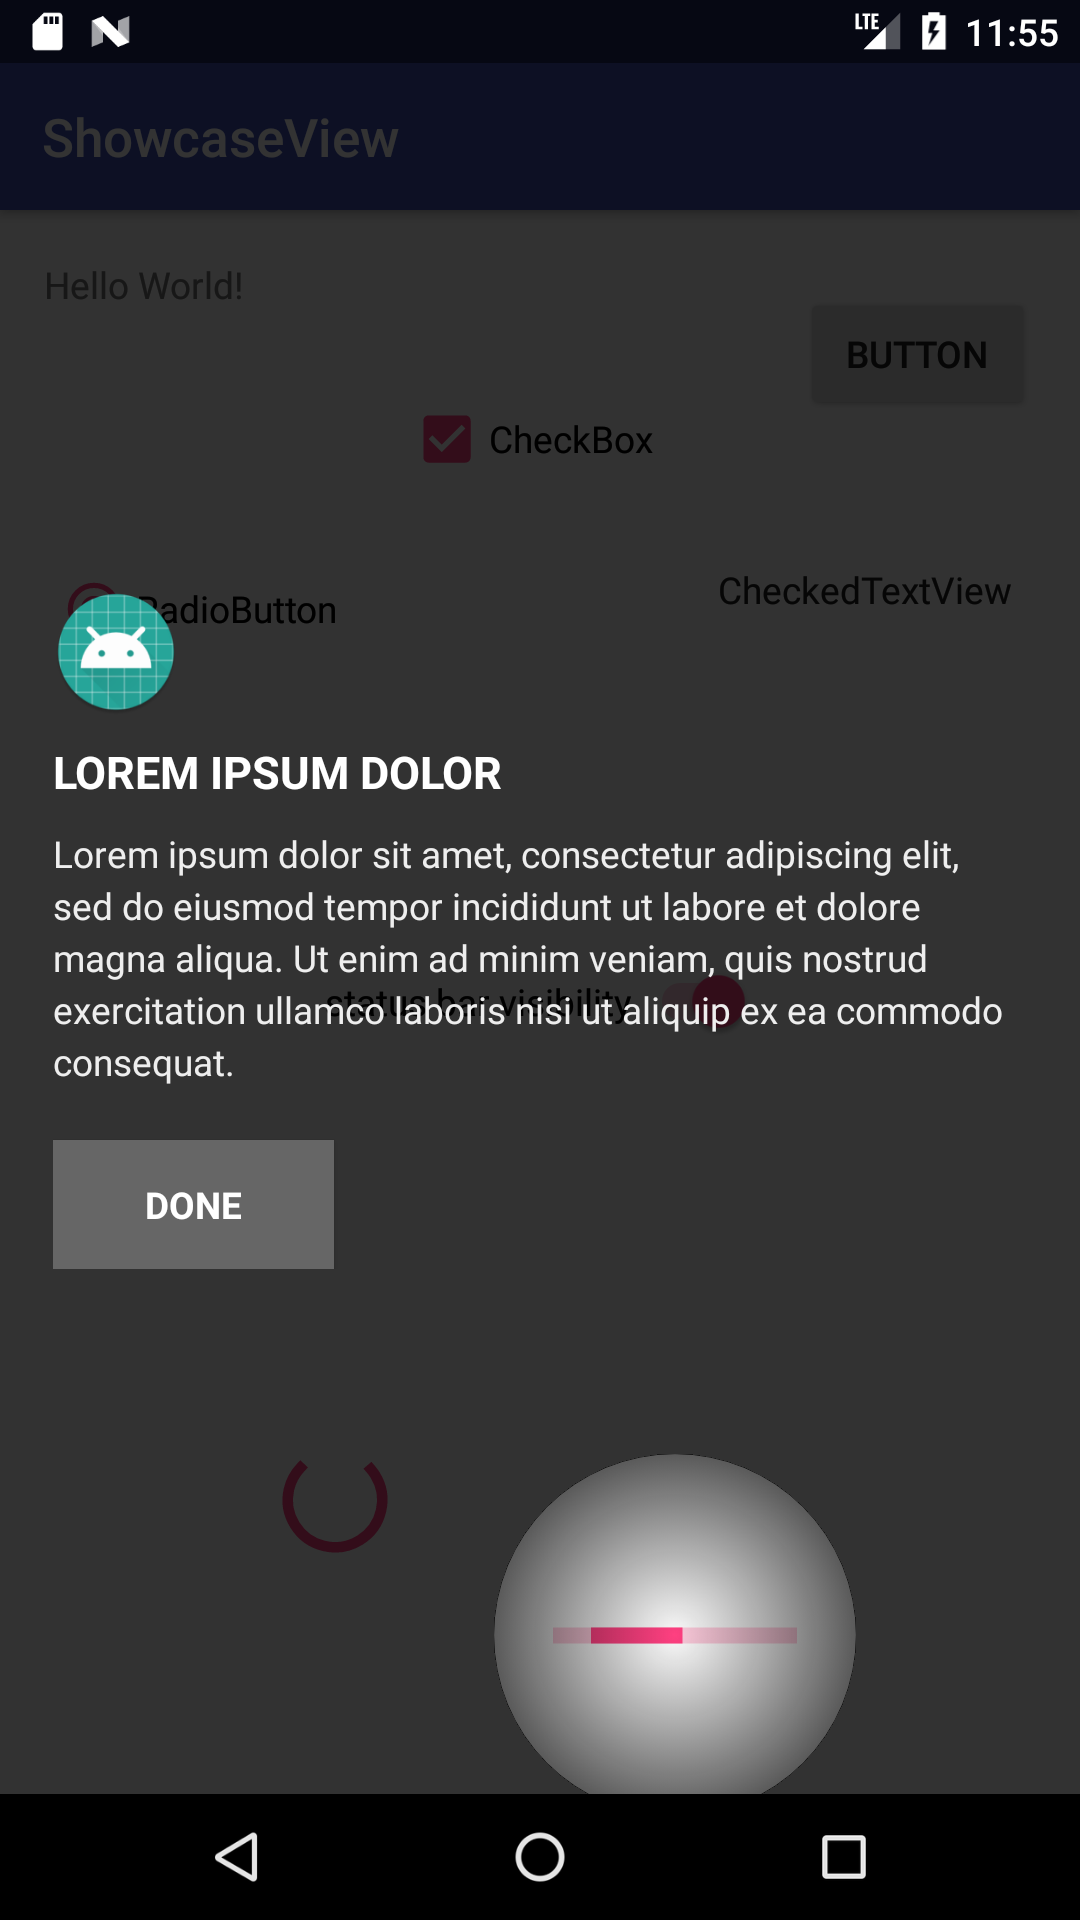 LTE 11:55
ShowcaseView
Hello World!
BUTTON
CheckBox
CheckedTextView
RadioButton
LOREM IPSUM DOLOR
Lorem ipsum dolor sit amet, consectetur adipiscing elit,
sed do eiusmod tempor incididunt ut labore et dolore
magna aliqua. Ut enim ad minim veniam, quis nostrud
status bar visibility
exercitation ullamco laboris nisi ut aliquip ex ea commodo
consequat.
DONE